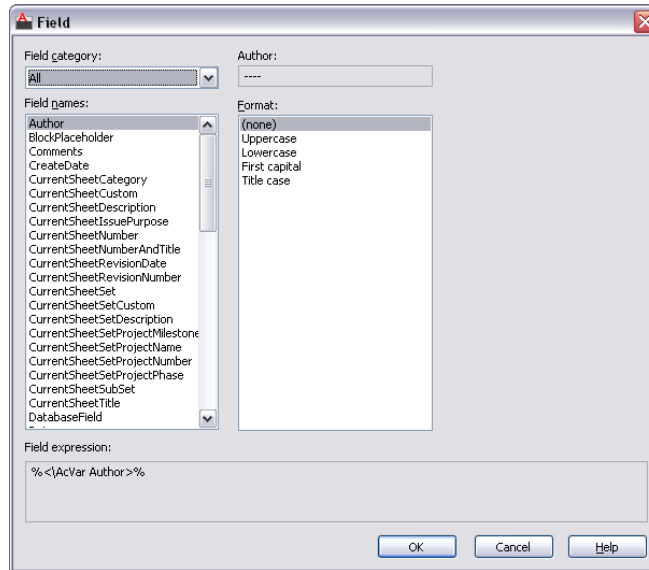 Field
Field category:
All
Field names:
Author
BlockPlaceholder
Comments
CreateDate
CurrentSheetCategory
CurrentSheetCustom
CurrentSheetDescription
CurrentSheetIssuePurpose
CurrentSheetNumber
CurrentSheetNumberAndTitle
CurrentSheetRevisionDate
CurrentSheetRevisionNumber
CurrentSheetSet
CurrentSheetSetCustom
CurrentSheetSetDescription
CurrentSheetSetProjectMilestone
CurrentSheetSetProjectName
CurrentSheetSetProjectNumber
CurrentSheetSetProjectPhase
CurrentSheetSubSet
CurrentSheetTitle
DatabaseField
Author:
----
Format:
(none)
Uppercase
Lowercase
First capital
Title case
Field expression:
%<\AcVar Author>%
OK
Cancel
Help